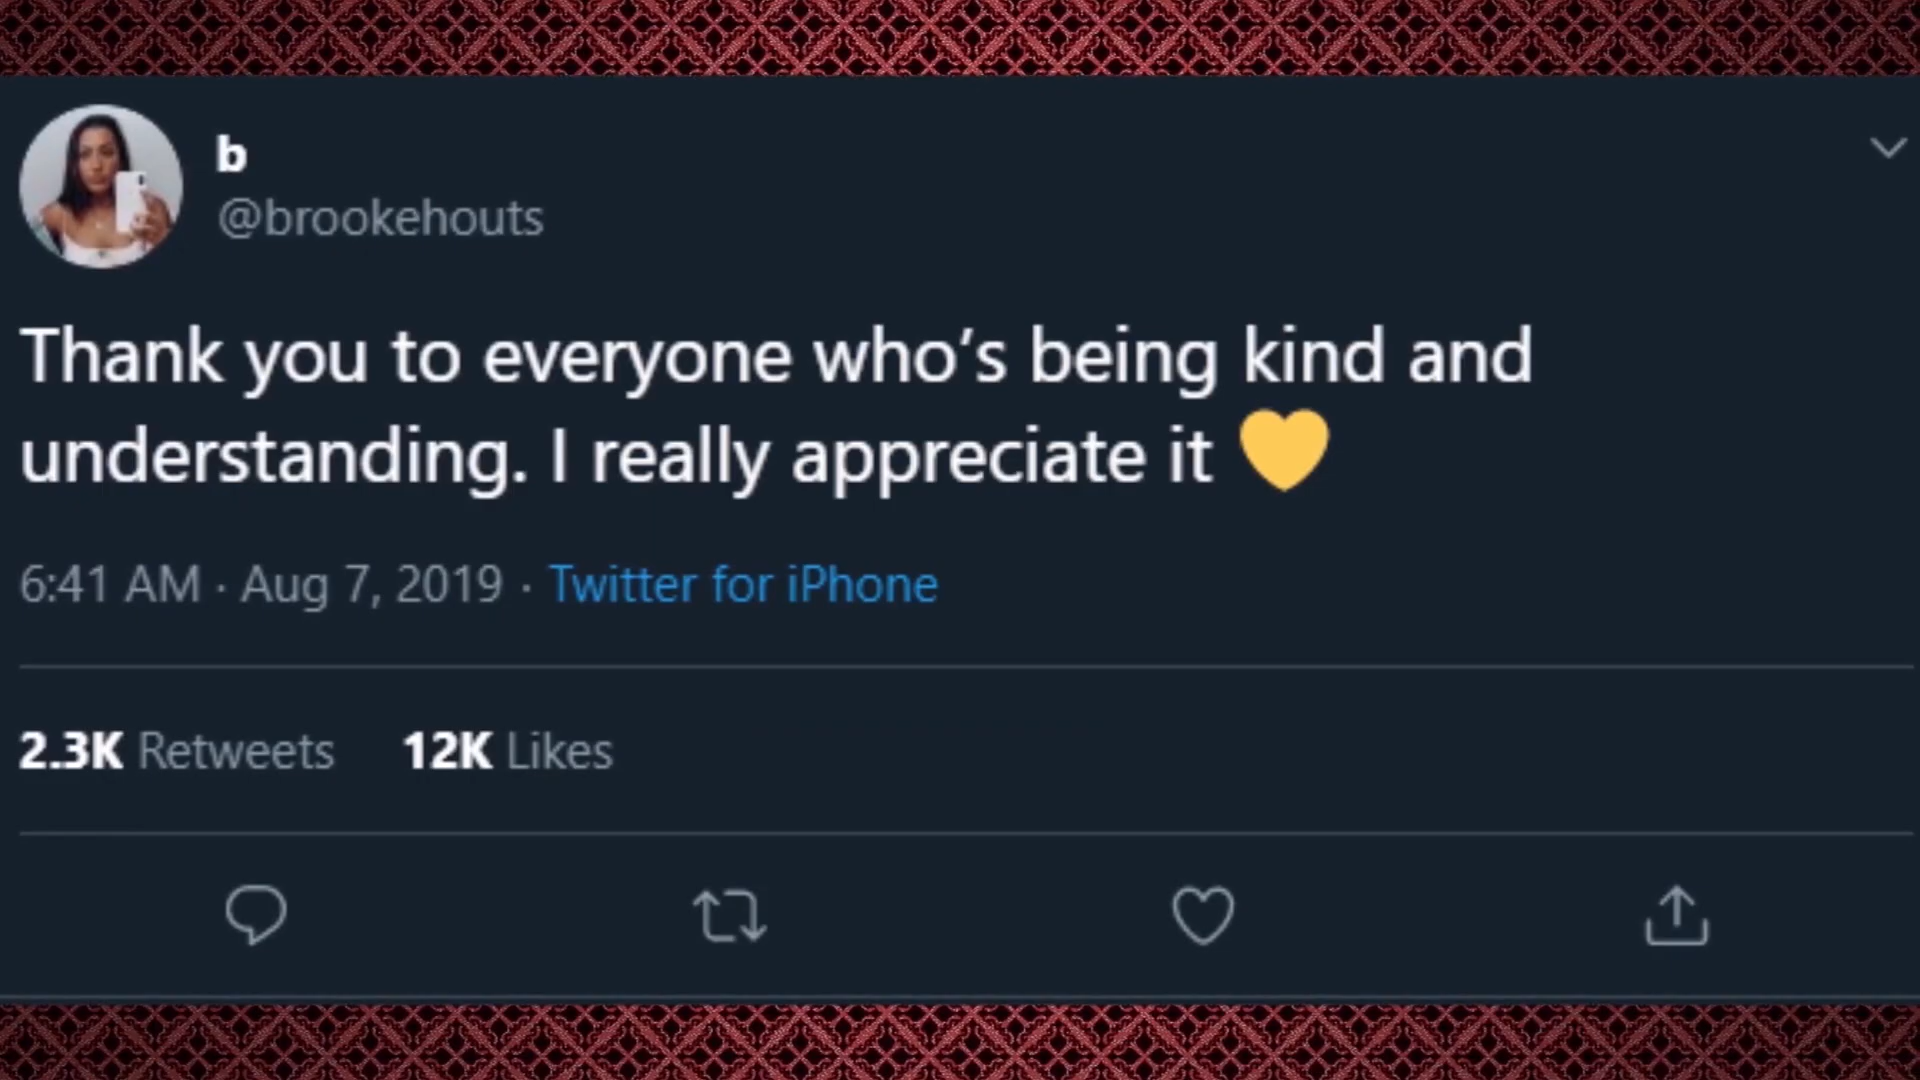 b
@brookehouts
Thank you to everyone who’s being kind and
understanding. I really appreciate it 💛
6:41 AM · Aug 7, 2019 · Twitter for iPhone
2.3K Retweets 12K Likes